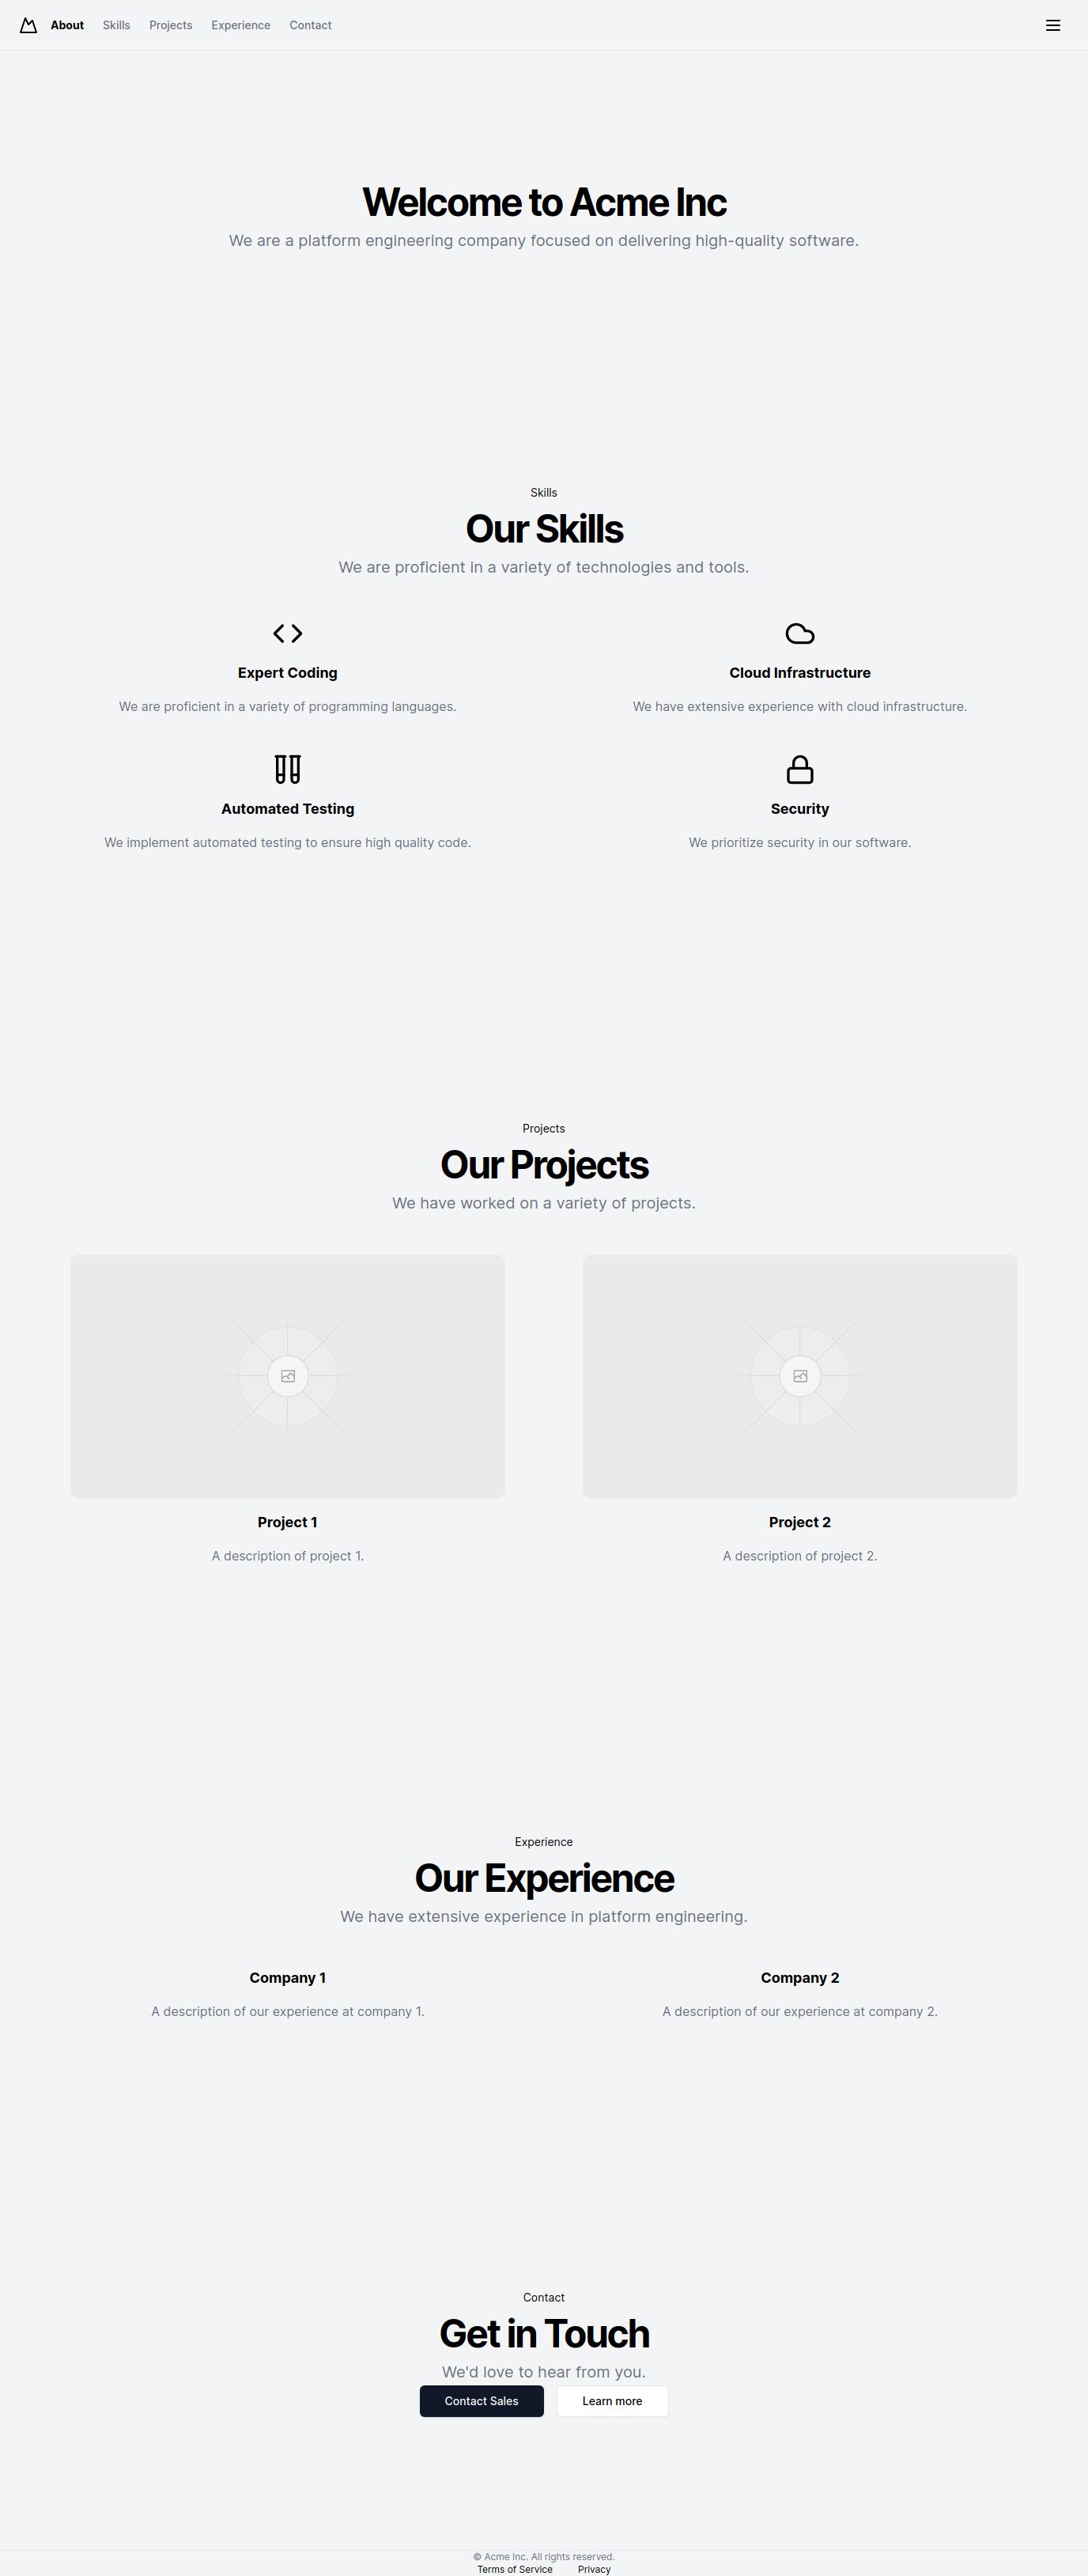 About Skills Projects Experience Contact
Welcome to Acme Inc
We are a platform engineering company focused on delivering high-quality software.
Skills
Our Skills
We are proficient in a variety of technologies and tools.
Expert Coding
We are proficient in a variety of programming languages.
Cloud Infrastructure
We have extensive experience with cloud infrastructure.
Automated Testing
We implement automated testing to ensure high quality code.
Security
We prioritize security in our software.
Projects
Our Projects
We have worked on a variety of projects.
Project 1
A description of project 1.
Project 2
A description of project 2.
Experience
Our Experience
We have extensive experience in platform engineering.
Company 1
A description of our experience at company 1.
Company 2
A description of our experience at company 2.
Contact
Get in Touch
We'd love to hear from you.
Contact Sales
Learn more
© Acme Inc. All rights reserved.
Terms of Service Privacy